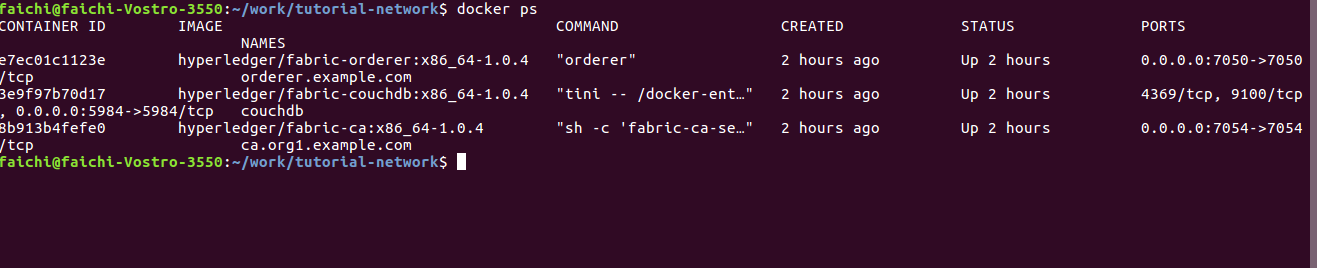 faichi@faichi-Vostro-3550:~/work/tutorial-network$ docker ps
CONTAINER ID        IMAGE                                     COMMAND                  CREATED             STATUS              PORTS
                           NAMES
e7ec01c1123e        hyperledger/fabric-orderer:x86_64-1.0.4   "orderer"                2 hours ago         Up 2 hours          0.0.0.0:7050->7050
/tcp                       orderer.example.com
3e9f97b70d17        hyperledger/fabric-couchdb:x86_64-1.0.4   "tini -- /docker-ent…"   2 hours ago         Up 2 hours          4369/tcp, 9100/tcp
, 0.0.0.0:5984->5984/tcp   couchdb
8b913b4fefe0        hyperledger/fabric-ca:x86_64-1.0.4        "sh -c 'fabric-ca-se…"   2 hours ago         Up 2 hours          0.0.0.0:7054->7054
/tcp                       ca.org1.example.com
faichi@faichi-Vostro-3550:~/work/tutorial-network$